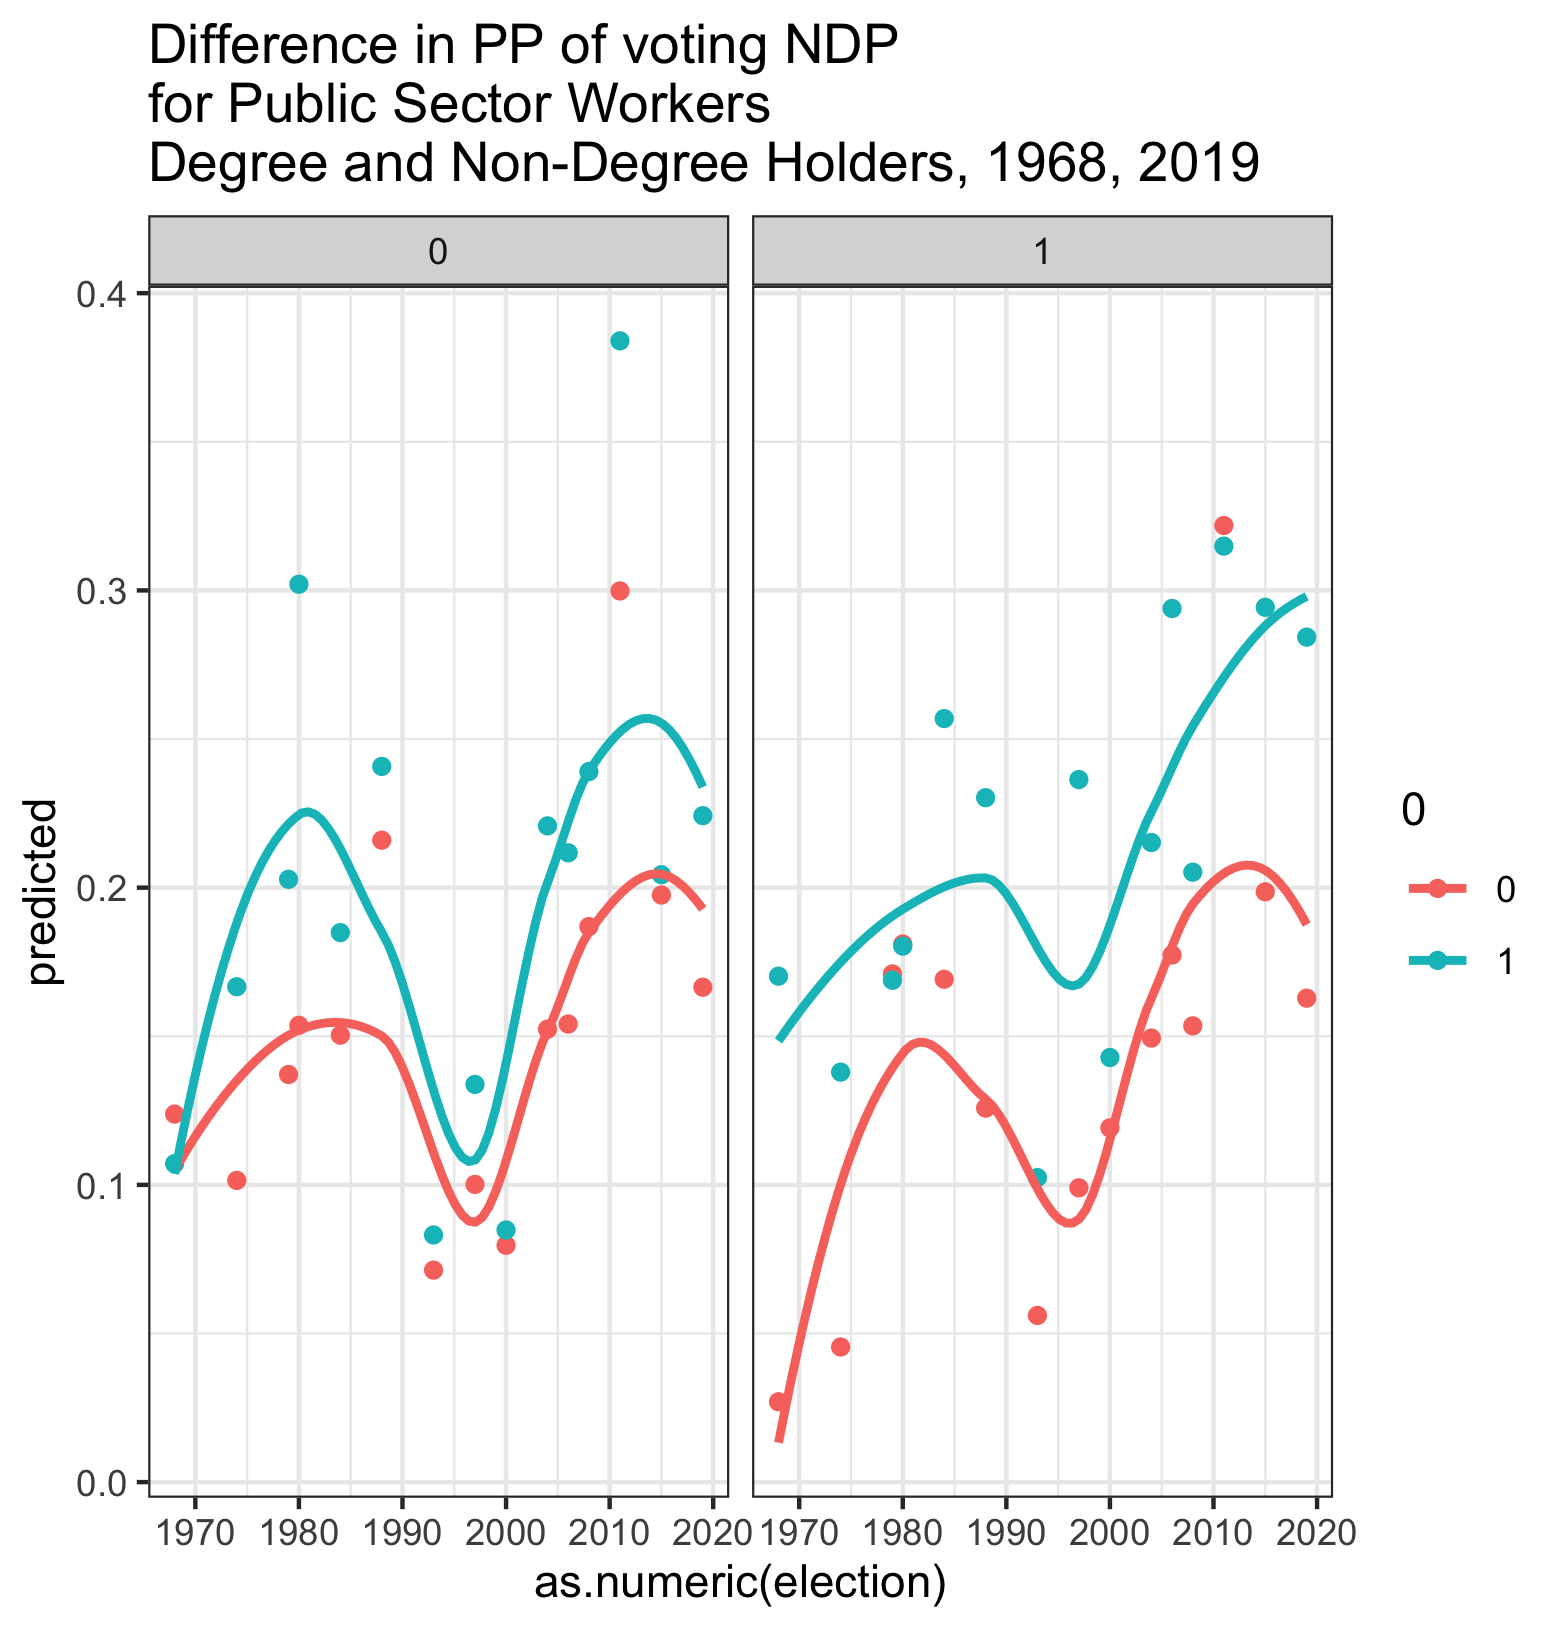 Difference in PP of voting NDP
for Public Sector Workers
Degree and Non-Degree Holders, 1968, 2019
0 1
0.4
0.3
0.2
0.1
0.0
predicted
1970 1980 1990 2000 2010 2020 1970 1980 1990 2000 2010 2020
as.numeric(election)
0
0
1